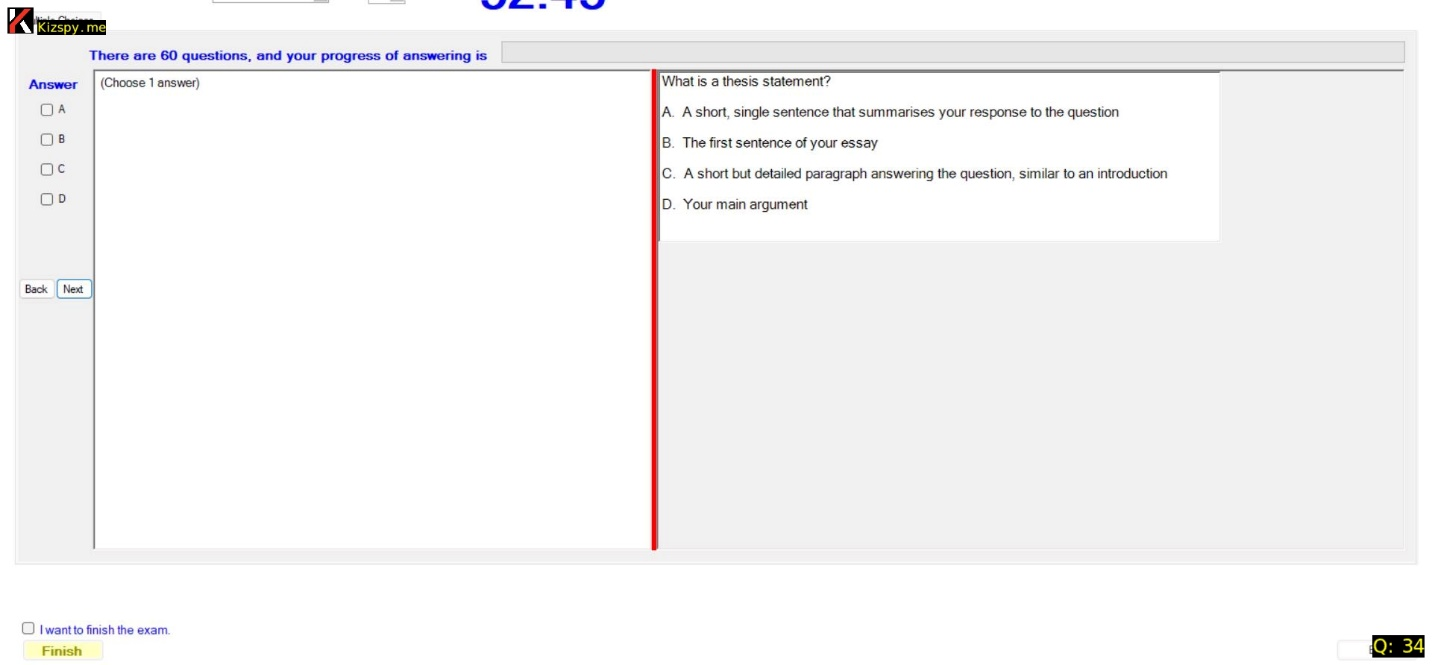 Kizspy.me
There are 60 questions, and your progress of answering is
Answer
(Choose 1 answer)
A
B
C
D
Back Next
What is a thesis statement?
A. A short, single sentence that summarises your response to the question
B. The first sentence of your essay
C. A short but detailed paragraph answering the question, similar to an introduction
D. Your main argument
I want to finish the exam.
Finish
Q: 34